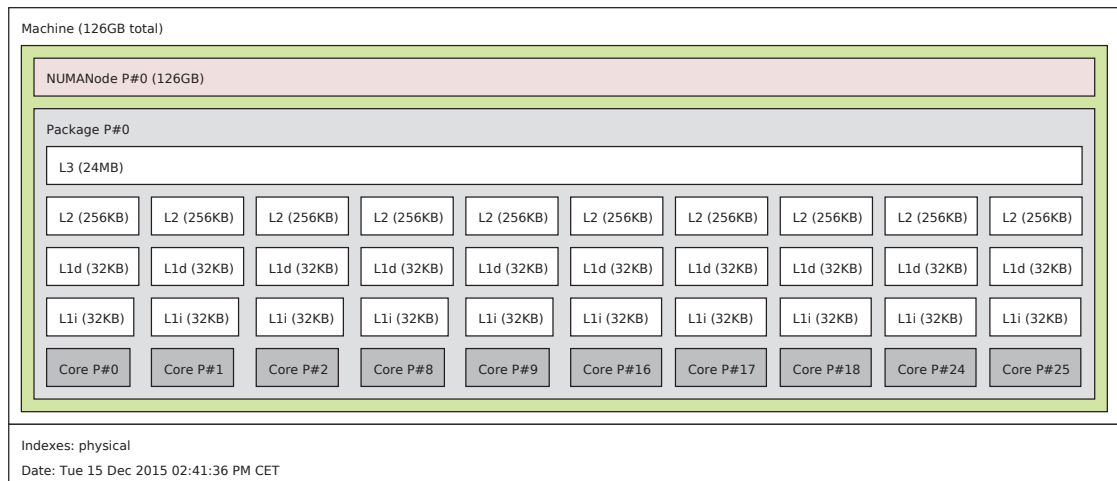 Machine (126GB total)
NUMANode P#0 (126GB)
Package P#0
L3 (24MB)
L2 (256KB) L2 (256KB) L2 (256KB) L2 (256KB) L2 (256KB) L2 (256KB) L2 (256KB) L2 (256KB) L2 (256KB) L2 (256KB)
L1d (32KB) L1d (32KB) L1d (32KB) L1d (32KB) L1d (32KB) L1d (32KB) L1d (32KB) L1d (32KB) L1d (32KB) L1d (32KB)
L1i (32KB) L1i (32KB) L1i (32KB) L1i (32KB) L1i (32KB) L1i (32KB) L1i (32KB) L1i (32KB) L1i (32KB) L1i (32KB)
Core P#0 Core P#1 Core P#2 Core P#8 Core P#9 Core P#16 Core P#17 Core P#18 Core P#24 Core P#25
Indexes: physical
Date: Tue 15 Dec 2015 02:41:36 PM CET